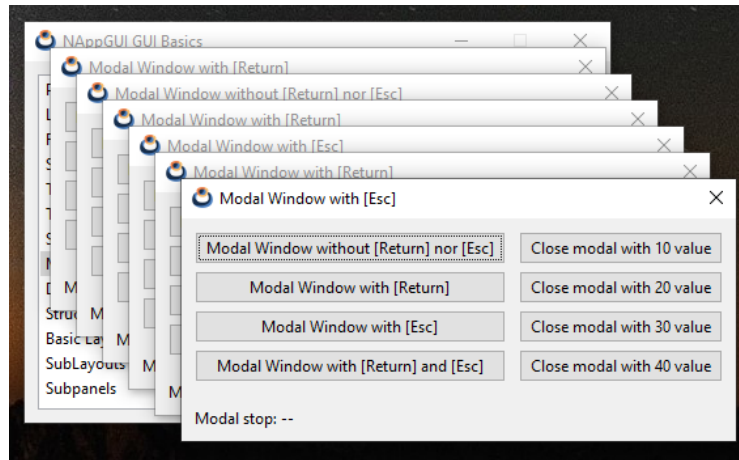 NAppGUI GUI Basics
Modal Window with [Return]
Modal Window without [Return] nor [Esc]
Modal Window with [Return]
Modal Window with [Esc]
Modal Window with [Return]
Modal Window with [Esc]
Modal Window without [Return] nor [Esc] Close modal with 10 value
Modal Window with [Return] Close modal with 20 value
Modal Window with [Esc] Close modal with 30 value
Modal Window with [Return] and [Esc] Close modal with 40 value
Modal stop: --
SubLayouts
Subpanels